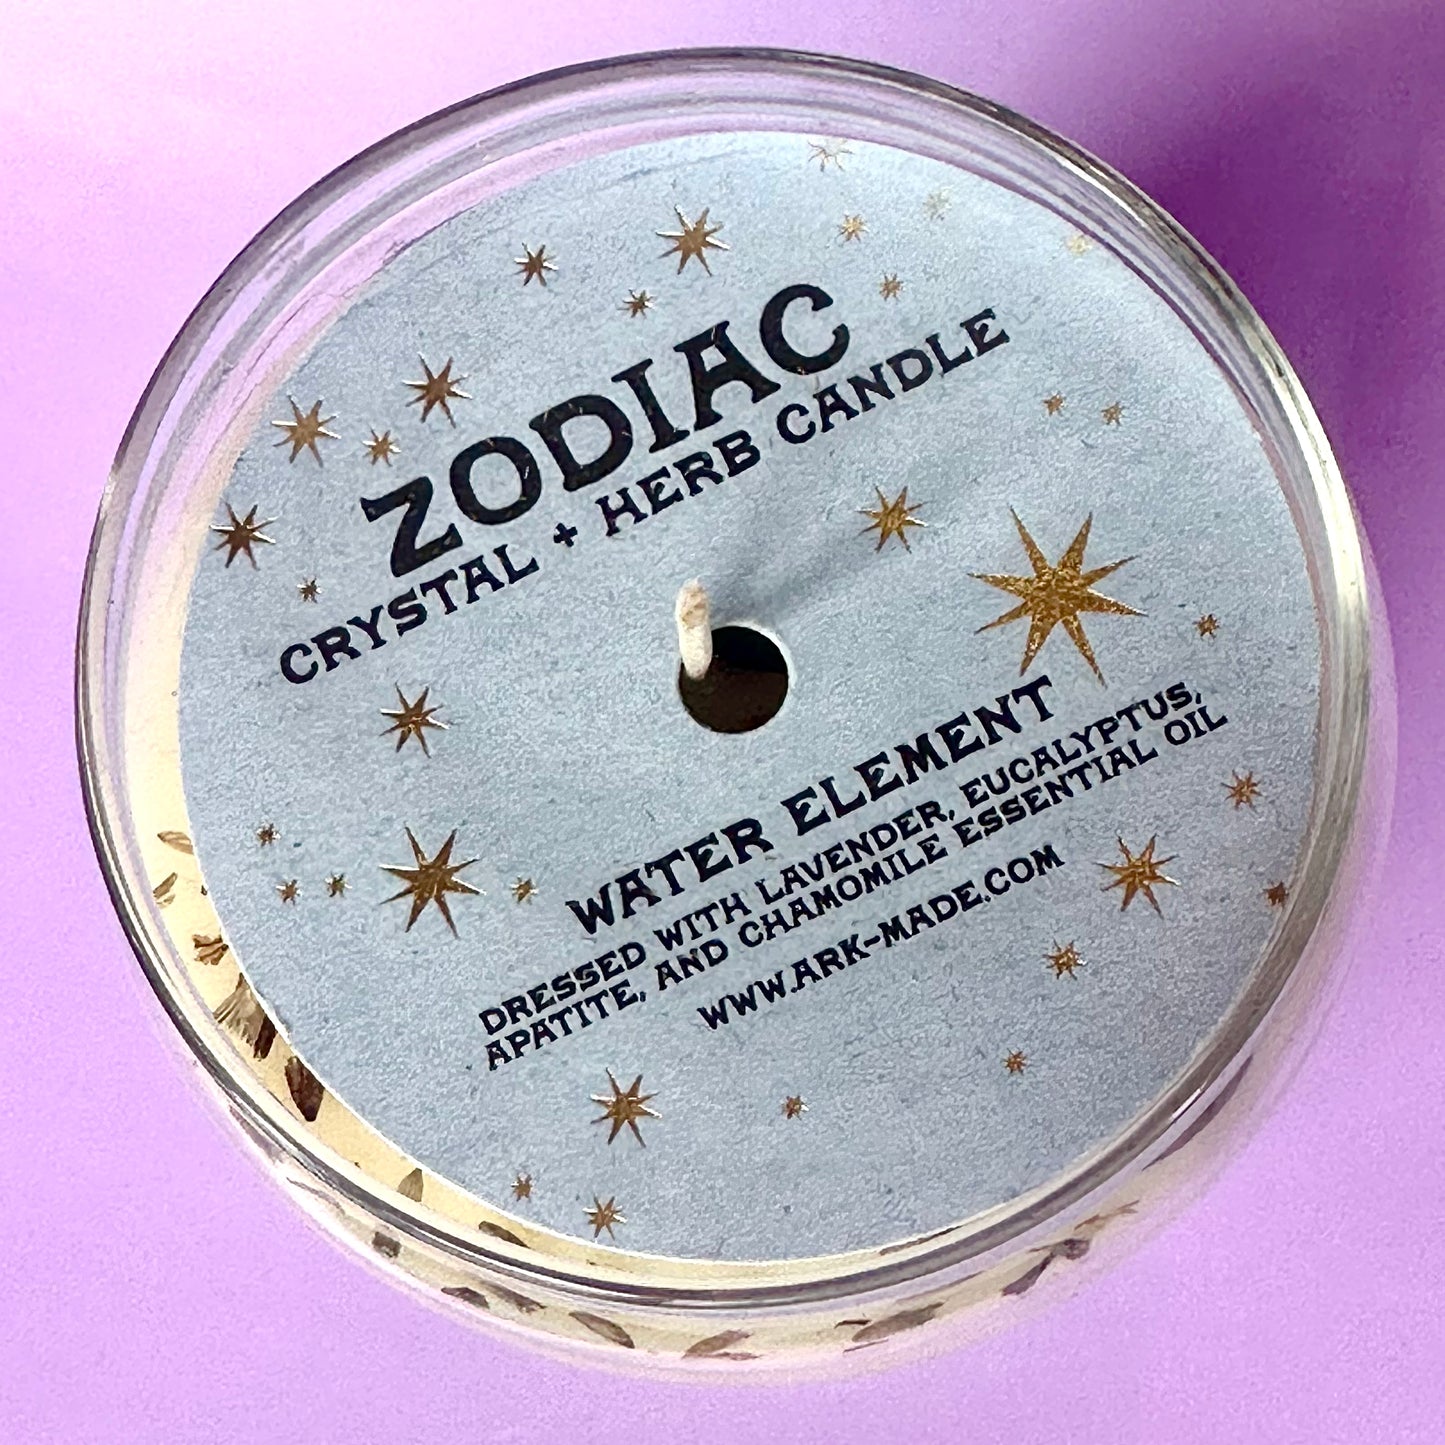 ZODIAC
CRYSTAL + HERB CANDLE
WATER ELEMENT
DRESSED WITH LAVENDER, EUCALYPTUS,
APATITE, AND CHAMOMILE ESSENTIAL OIL
WWW.ARK-MADE.COM